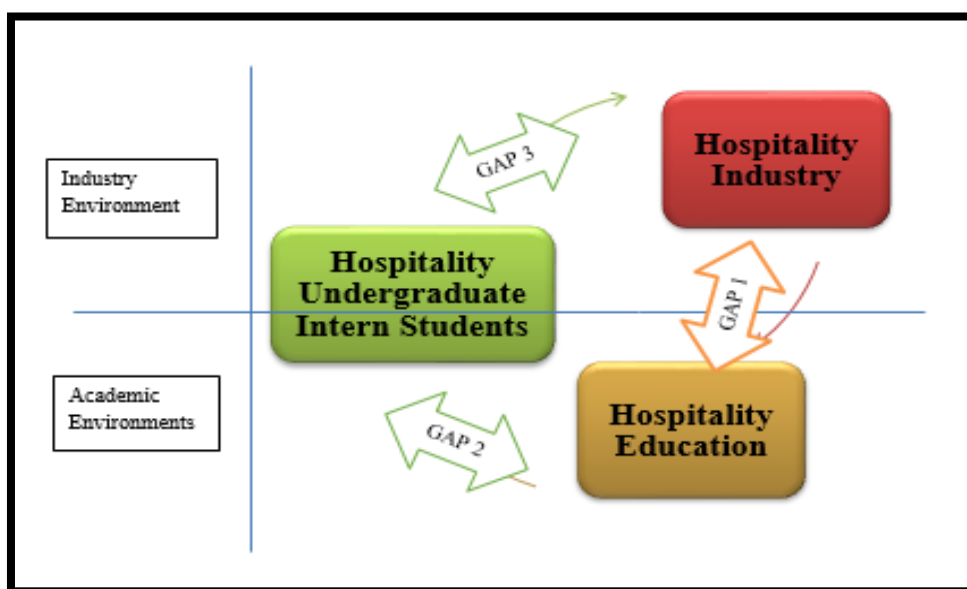 Hospitality
Industry
GAP 3
Industry
Environment
Hospitality
Undergraduate
Intern Students
GAP 1
Academic
Environments
GAP 2
Hospitality
Education